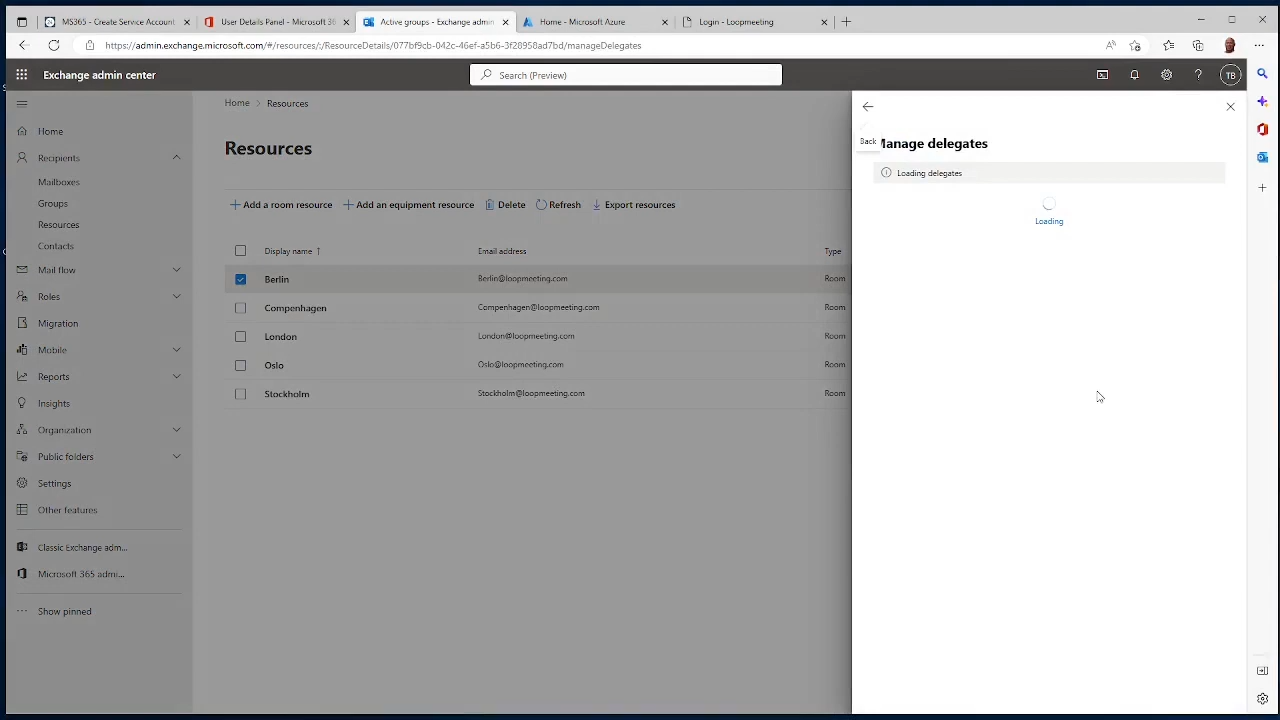 MS365 - Create Service Account
User Details Panel - Microsoft 36
Active groups - Exchange admin
Home - Microsoft Azure
Login - Loopmeeting
https://admin.exchange.microsoft.com/#/resources/:/ResourceDetails/077bf9cb-042c-46ef-a5b6-3f28958ad7bd/manageDelegates
Exchange admin center
Search (Preview)
TB
Home
Recipients
Mailboxes
Groups
Resources
Contacts
Mail flow
Roles
Migration
Mobile
Reports
Insights
Organization
Public folders
Settings
Other features
Classic Exchange adm...
Microsoft 365 admi...
Show pinned
Home > Resources
Resources
Add a room resource
Add an equipment resource
Delete
Refresh
Export resources
Display name ↑ Email address Type
Berlin Berlin@loopmeeting.com Room
Compenhagen Compenhagen@loopmeeting.com Room
London London@loopmeeting.com Room
Oslo Oslo@loopmeeting.com Room
Stockholm Stockholm@loopmeeting.com Room
Back
Manage delegates
Loading delegates
Loading